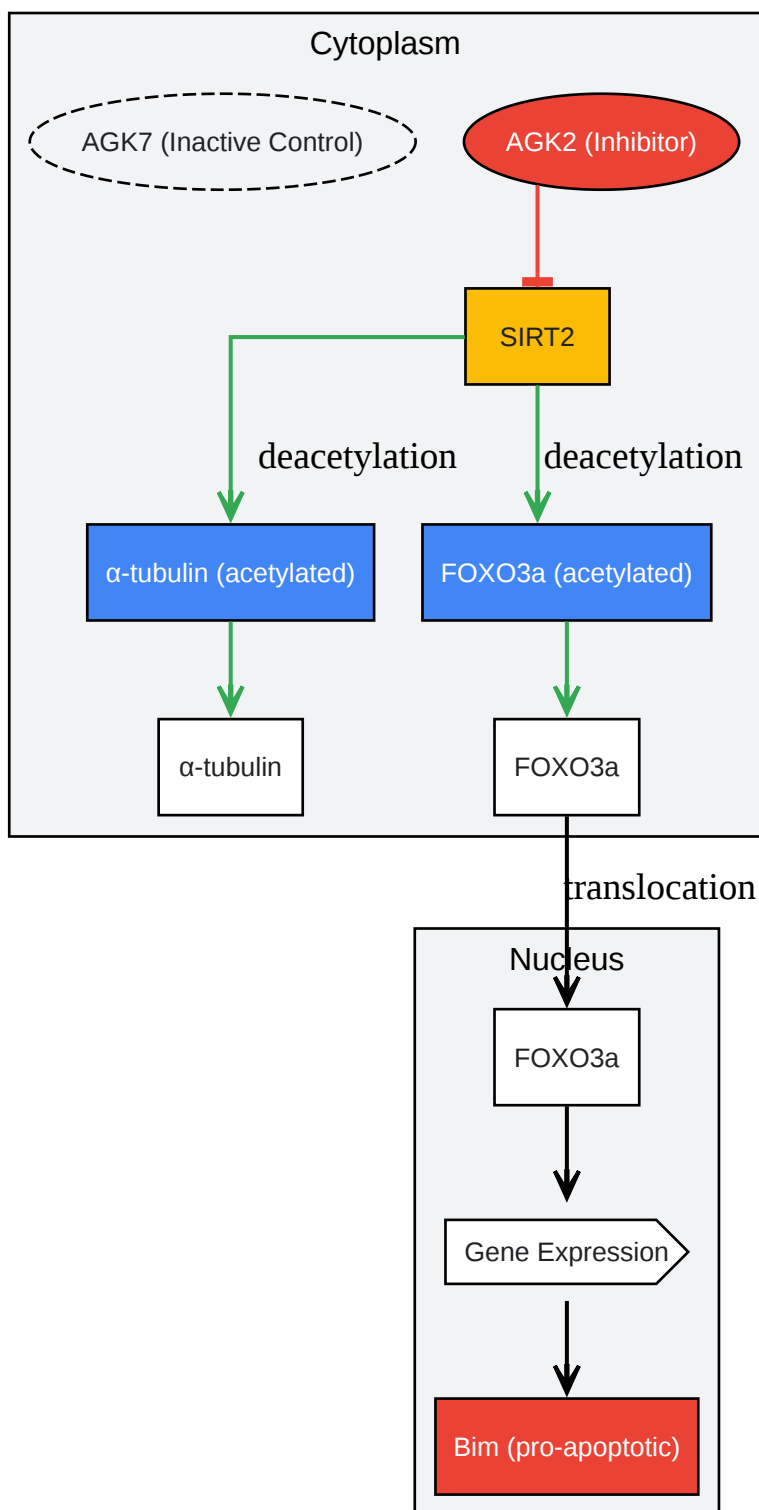 Cytoplasm
AGK7 (Inactive Control)
AGK2 (Inhibitor)
SIRT2
deacetylation
deacetylation
α-tubulin (acetylated)
FOXO3a (acetylated)
α-tubulin
FOXO3a
translocation
Nucleus
FOXO3a
Gene Expression
Bim (pro-apoptotic)